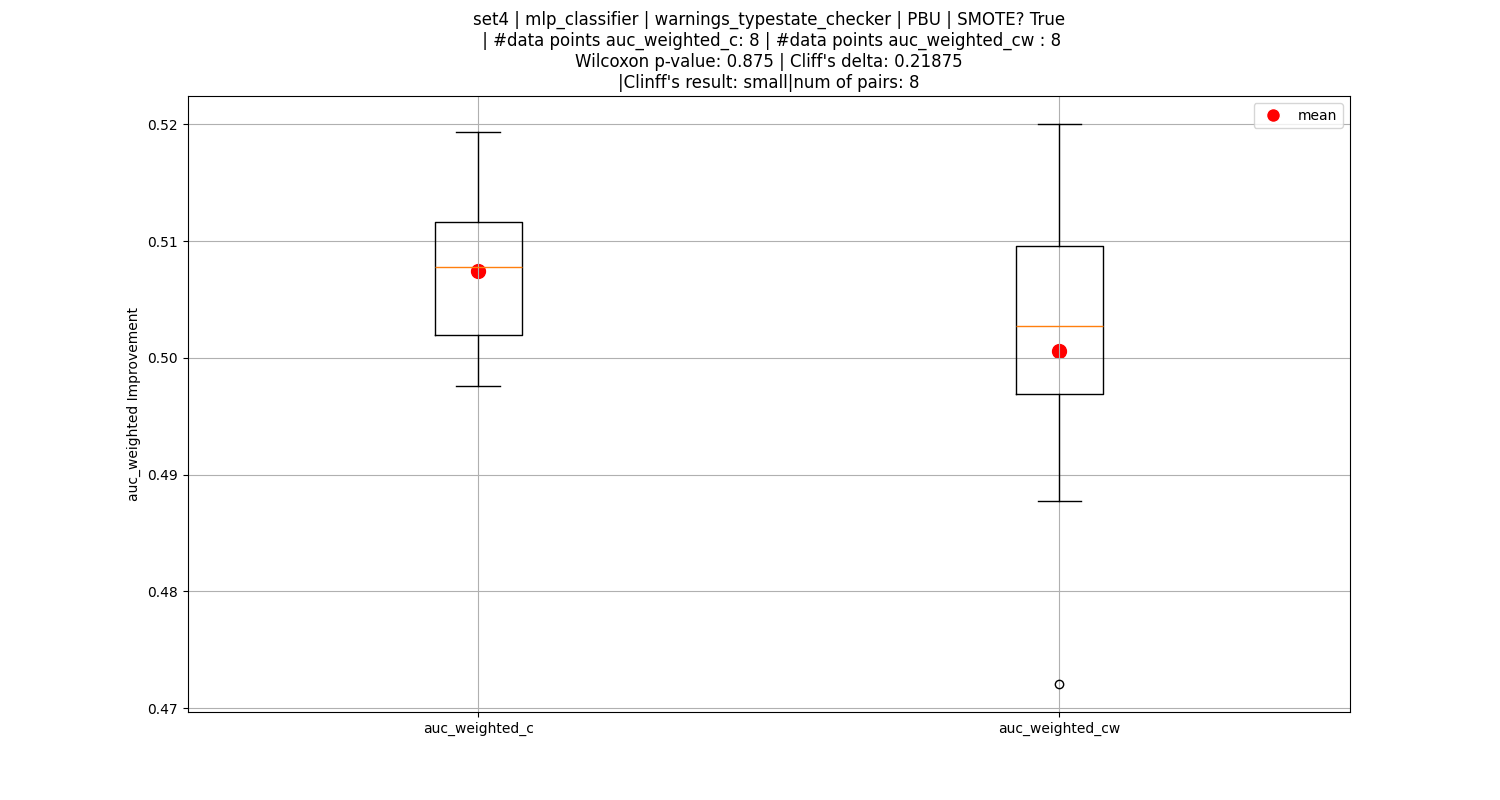 set4 | mlp_classifier | warnings_typestate_checker | PBU | SMOTE? True
| #data points auc_weighted_c: 8 | #data points auc_weighted_cw : 8
Wilcoxon p-value: 0.875 | Cliff's delta: 0.21875
|Clinff's result: small|num of pairs: 8
mean
0.52
0.51
0.50
0.49
0.48
0.47
auc_weighted Improvement
auc_weighted_c
auc_weighted_cw